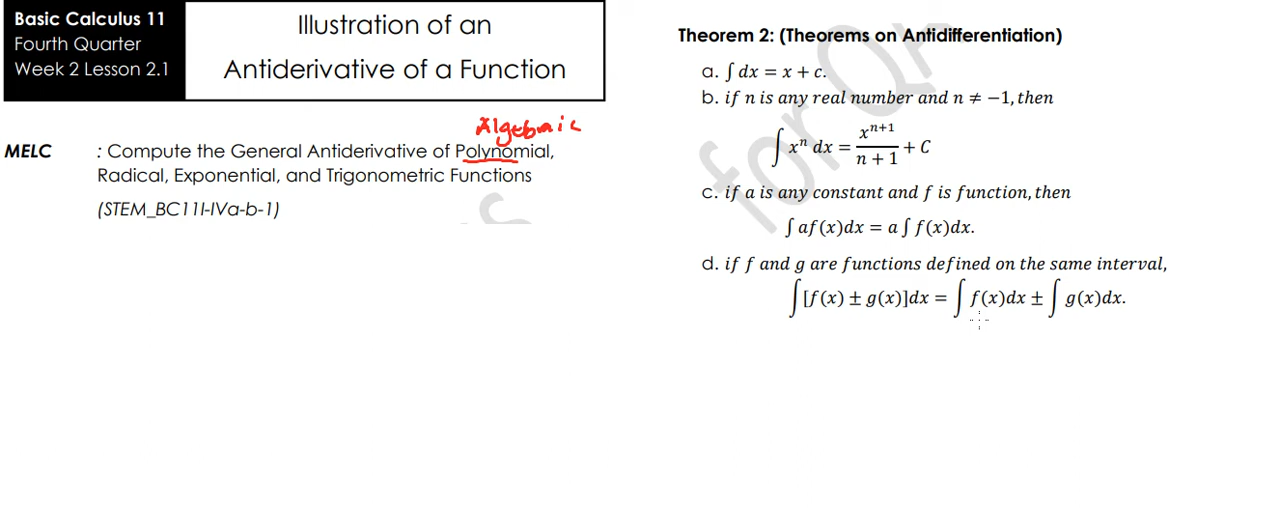 Basic Calculus 11
Fourth Quarter
Week 2 Lesson 2.1
Illustration of an
Antiderivative of a Function
Algebraic
MELC : Compute the General Antiderivative of Polynomial,
Radical, Exponential, and Trigonometric Functions
(STEM_BC11I-IVa-b-1)
Theorem 2: (Theorems on Antidifferentiation)
a. ∫ dx = x + c.
b. if n is any real number and n ≠ −1, then
∫ xⁿ dx = xⁿ⁺¹ / n + 1 + C
c. if a is any constant and f is function, then
∫ af(x)dx = a ∫ f(x)dx.
d. if f and g are functions defined on the same interval,
∫[f(x) ± g(x)]dx = ∫ f(x)dx ± ∫ g(x)dx.
for